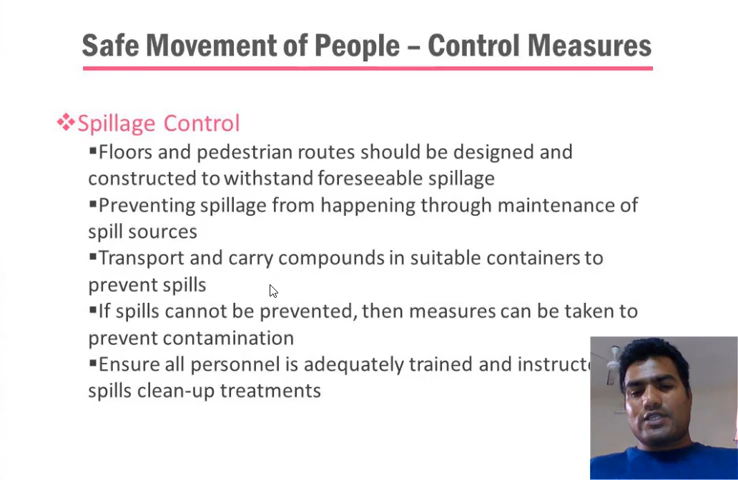 Safe Movement of People – Control Measures
❖Spillage Control
▪Floors and pedestrian routes should be designed and
constructed to withstand foreseeable spillage
▪Preventing spillage from happening through maintenance of
spill sources
▪Transport and carry compounds in suitable containers to
prevent spills
▪If spills cannot be prevented, then measures can be taken to
prevent contamination
▪Ensure all personnel is adequately trained and
spills clean-up treatments